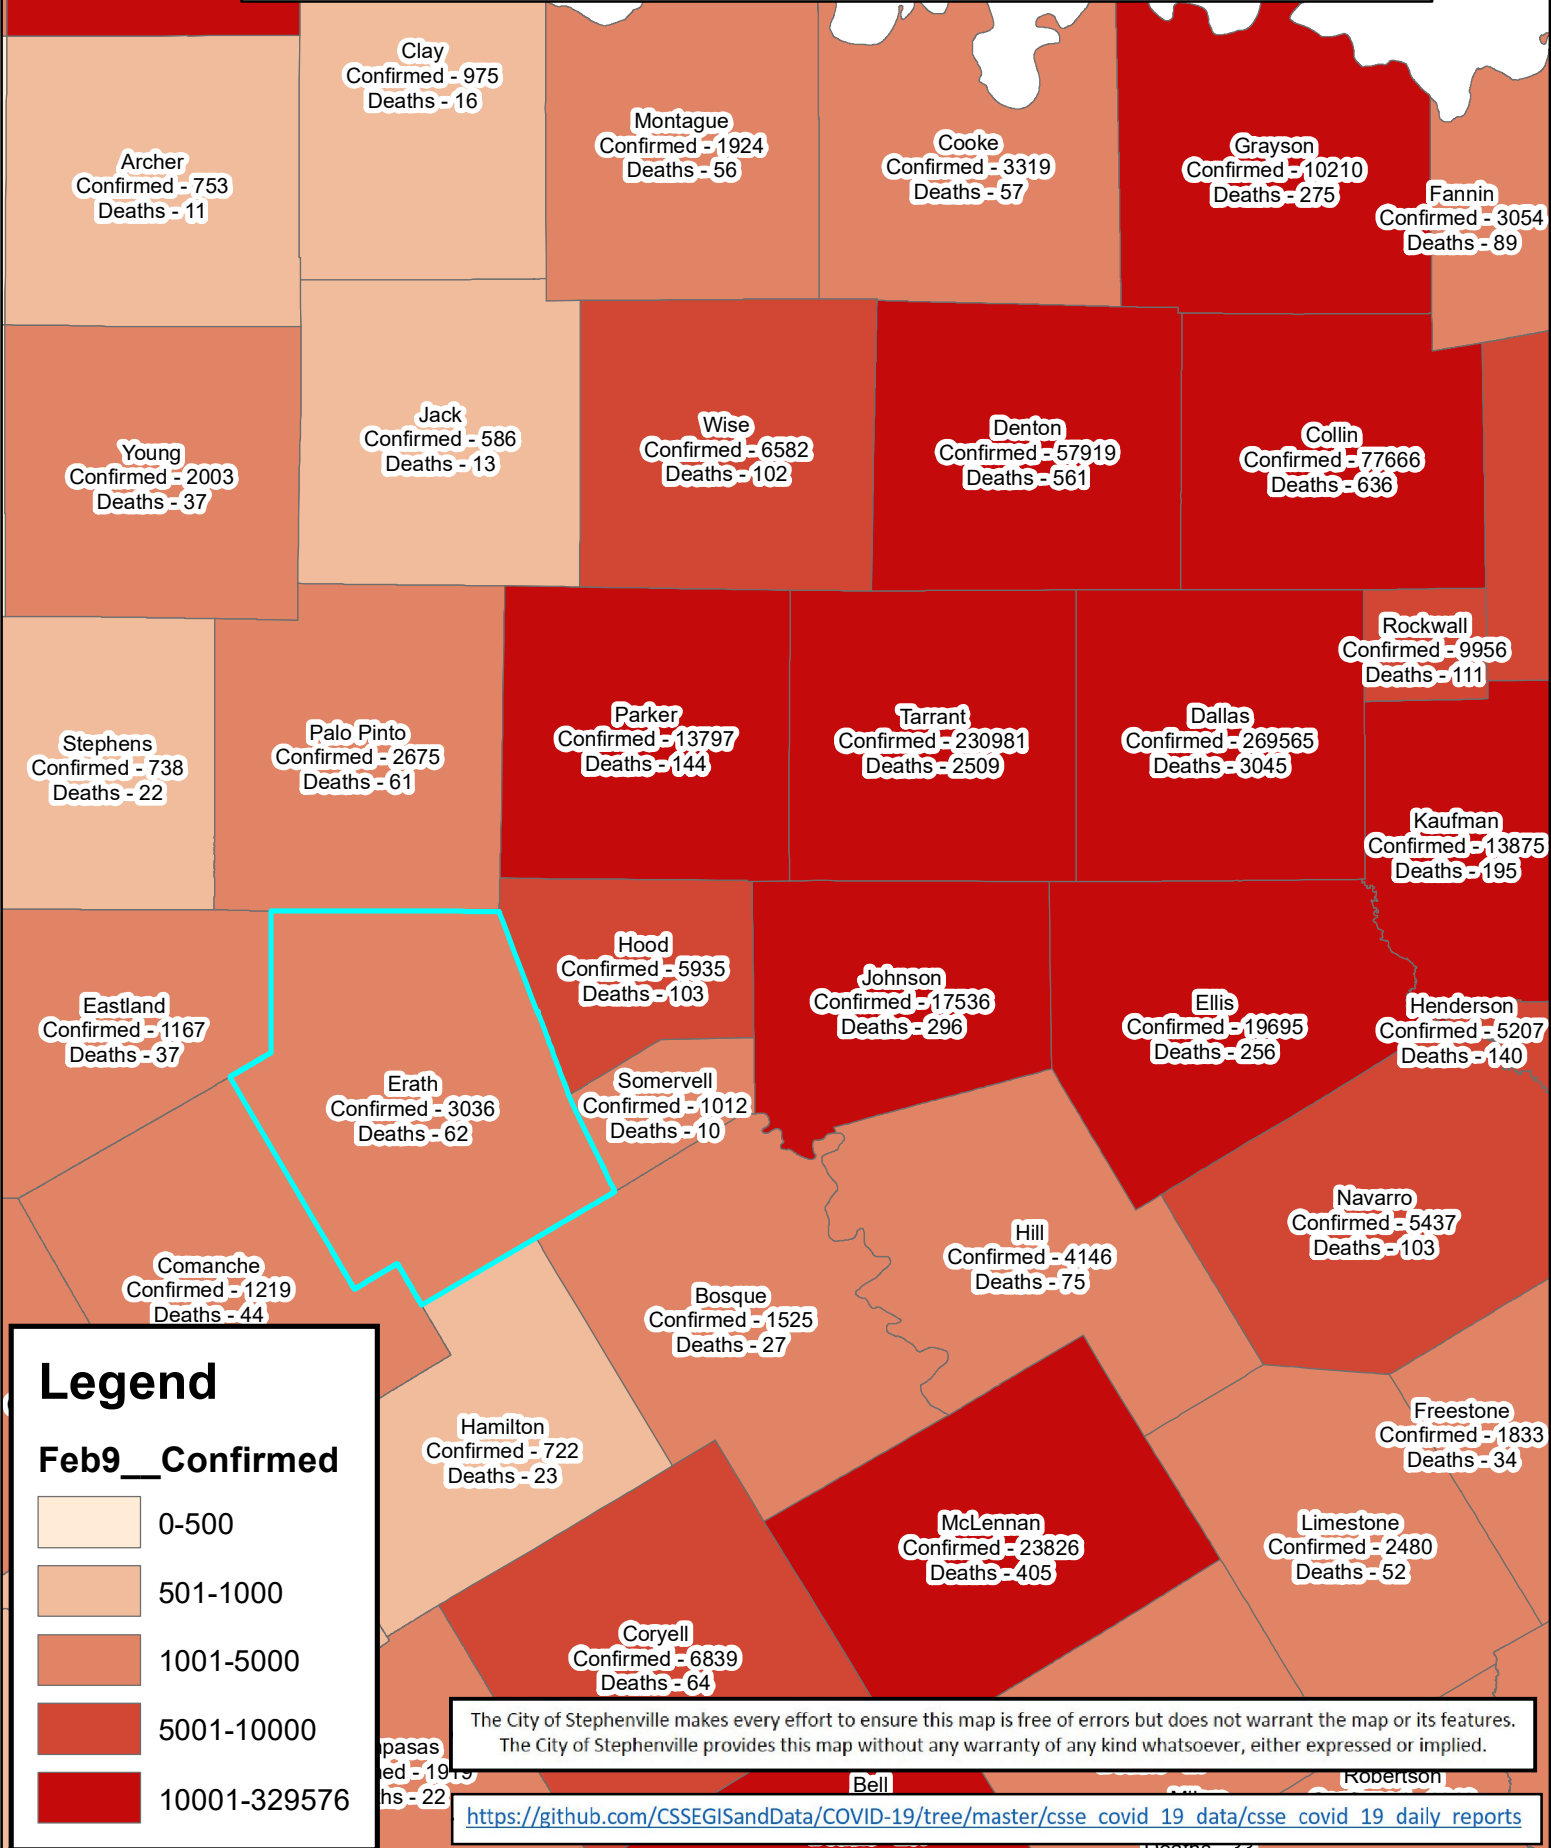 Clay
Confirmed - 975
Deaths - 16
Montague
Confirmed - 1924
Deaths - 56
Cooke
Confirmed - 3319
Deaths - 57
Grayson
Confirmed - 10210
Deaths - 275
Archer
Confirmed - 753
Deaths - 11
Fannin
Confirmed - 3054
Deaths - 89
Young
Confirmed - 2003
Deaths - 37
Jack
Confirmed - 586
Deaths - 13
Wise
Confirmed - 6582
Deaths - 102
Denton
Confirmed - 57919
Deaths - 561
Collin
Confirmed - 77666
Deaths - 636
Rockwall
Confirmed - 9956
Deaths - 111
Stephens
Confirmed - 738
Deaths - 22
Palo Pinto
Confirmed - 2675
Deaths - 61
Parker
Confirmed - 13797
Deaths - 144
Tarrant
Confirmed - 230981
Deaths - 2509
Dallas
Confirmed - 269565
Deaths - 3045
Kaufman
Confirmed - 13875
Deaths - 195
Eastland
Confirmed - 1167
Deaths - 37
Erath
Confirmed - 3036
Deaths - 62
Hood
Confirmed - 5935
Deaths - 103
Somervell
Confirmed - 1012
Deaths - 10
Johnson
Confirmed - 17536
Deaths - 296
Ellis
Confirmed - 19695
Deaths - 256
Henderson
Confirmed - 5207
Deaths - 140
Comanche
Confirmed - 1219
Deaths - 44
Bosque
Confirmed - 1525
Deaths - 27
Hill
Confirmed - 4146
Deaths - 75
Navarro
Confirmed - 5437
Deaths - 103
Hamilton
Confirmed - 722
Deaths - 23
Freestone
Confirmed - 1833
Deaths - 34
McLennan
Confirmed - 23826
Deaths - 405
Limestone
Confirmed - 2480
Deaths - 52
Coryell
Confirmed - 6839
Deaths - 64
Legend
Feb9__Confirmed
0-500
501-1000
1001-5000
5001-10000
10001-329576
pasas
ed - 1919
hs - 22
The City of Stephenville makes every effort to ensure this map is free of errors but does not warrant the map or its features.
The City of Stephenville provides this map without any warranty of any kind whatsoever, either expressed or implied.
Bell
Robertson
https://github.com/CSSEGISandData/COVID-19/tree/master/csse_covid_19_data/csse_covid_19_daily_reports